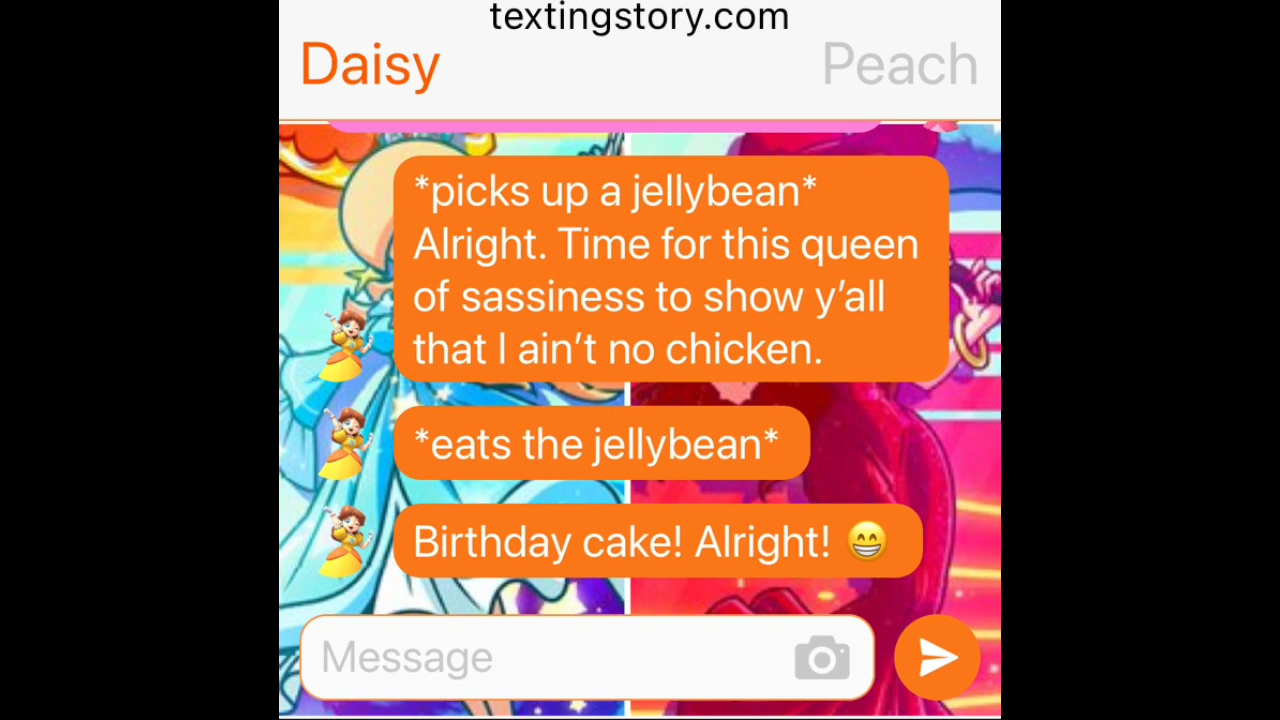 textingstory.com
Daisy
Peach
*picks up a jellybean*
Alright. Time for this queen
of sassiness to show y’all
that I ain’t no chicken.
*eats the jellybean*
Birthday cake! Alright! 😁
Message